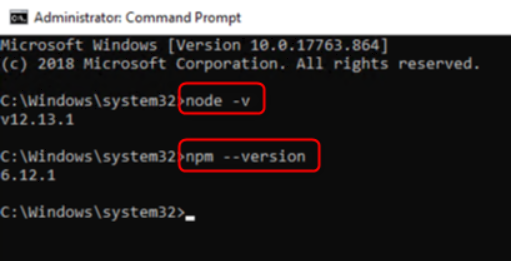 Administrator: Command Prompt
Microsoft Windows [Version 10.0.17763.864]
(c) 2018 Microsoft Corporation. All rights reserved.
C:\Windows\system32>node -v
v12.13.1
C:\Windows\system32>npm --version
6.12.1
C:\Windows\system32>